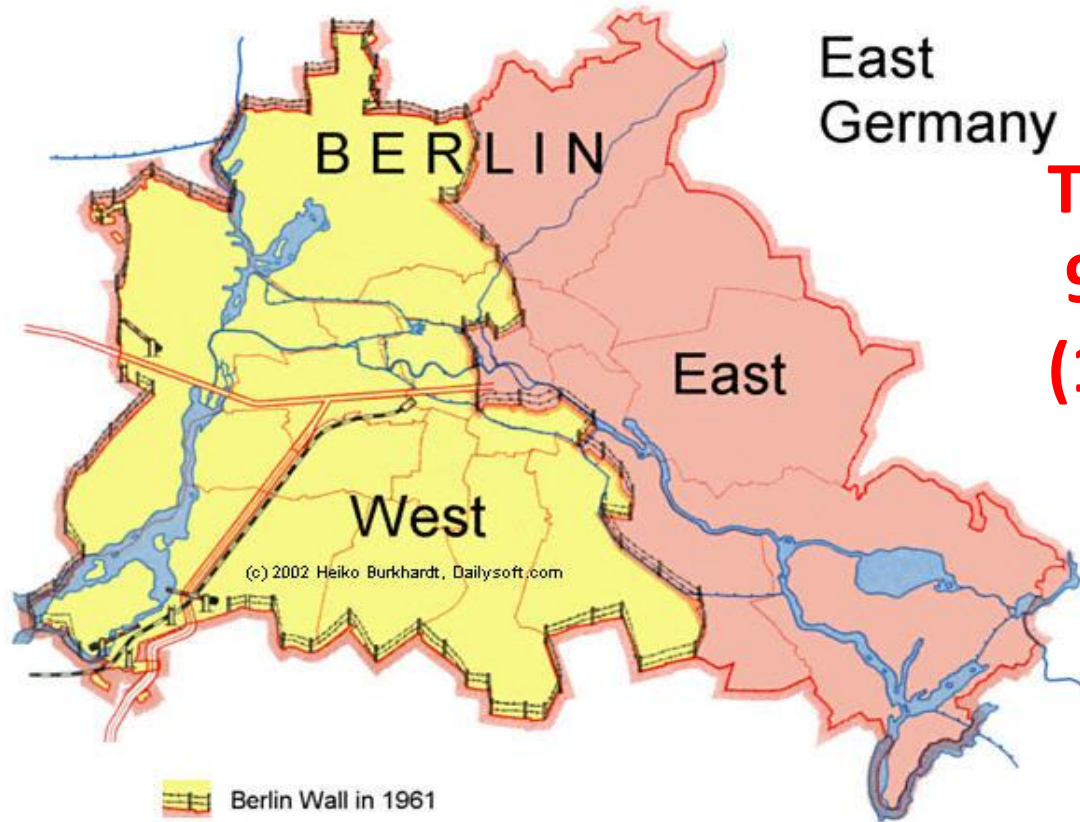 East
Germany
BERLIN
East
West
(c) 2002 Heiko Burkhardt, Dailysoft.com
Berlin Wall in 1961